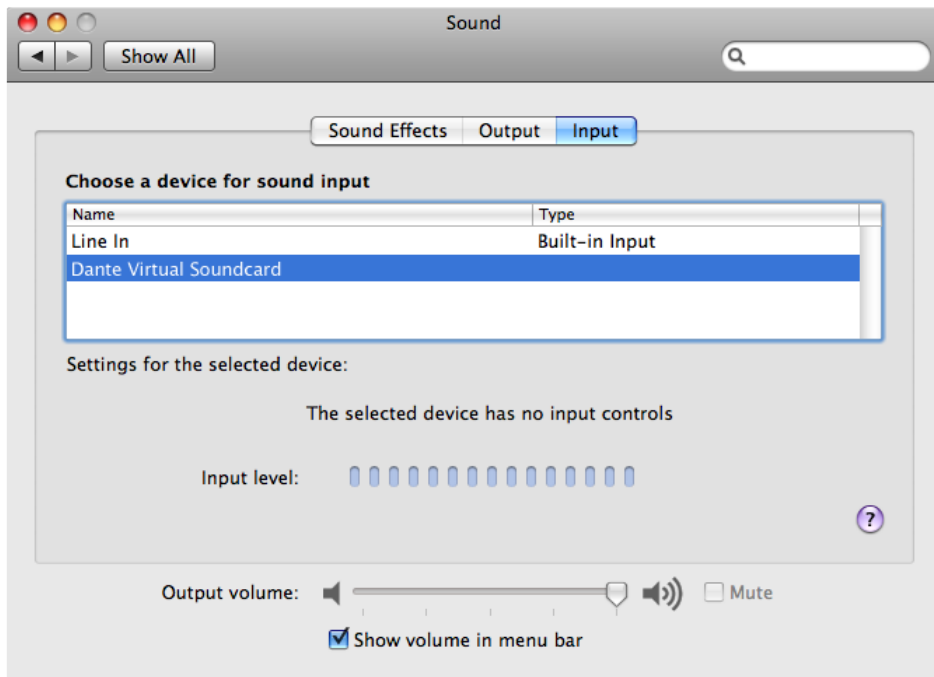 Sound
Show All
Sound Effects Output Input
Choose a device for sound input
Name Type
Line In Built-in Input
Dante Virtual Soundcard
Settings for the selected device:
The selected device has no input controls
Input level:
?
Output volume: Mute
Show volume in menu bar